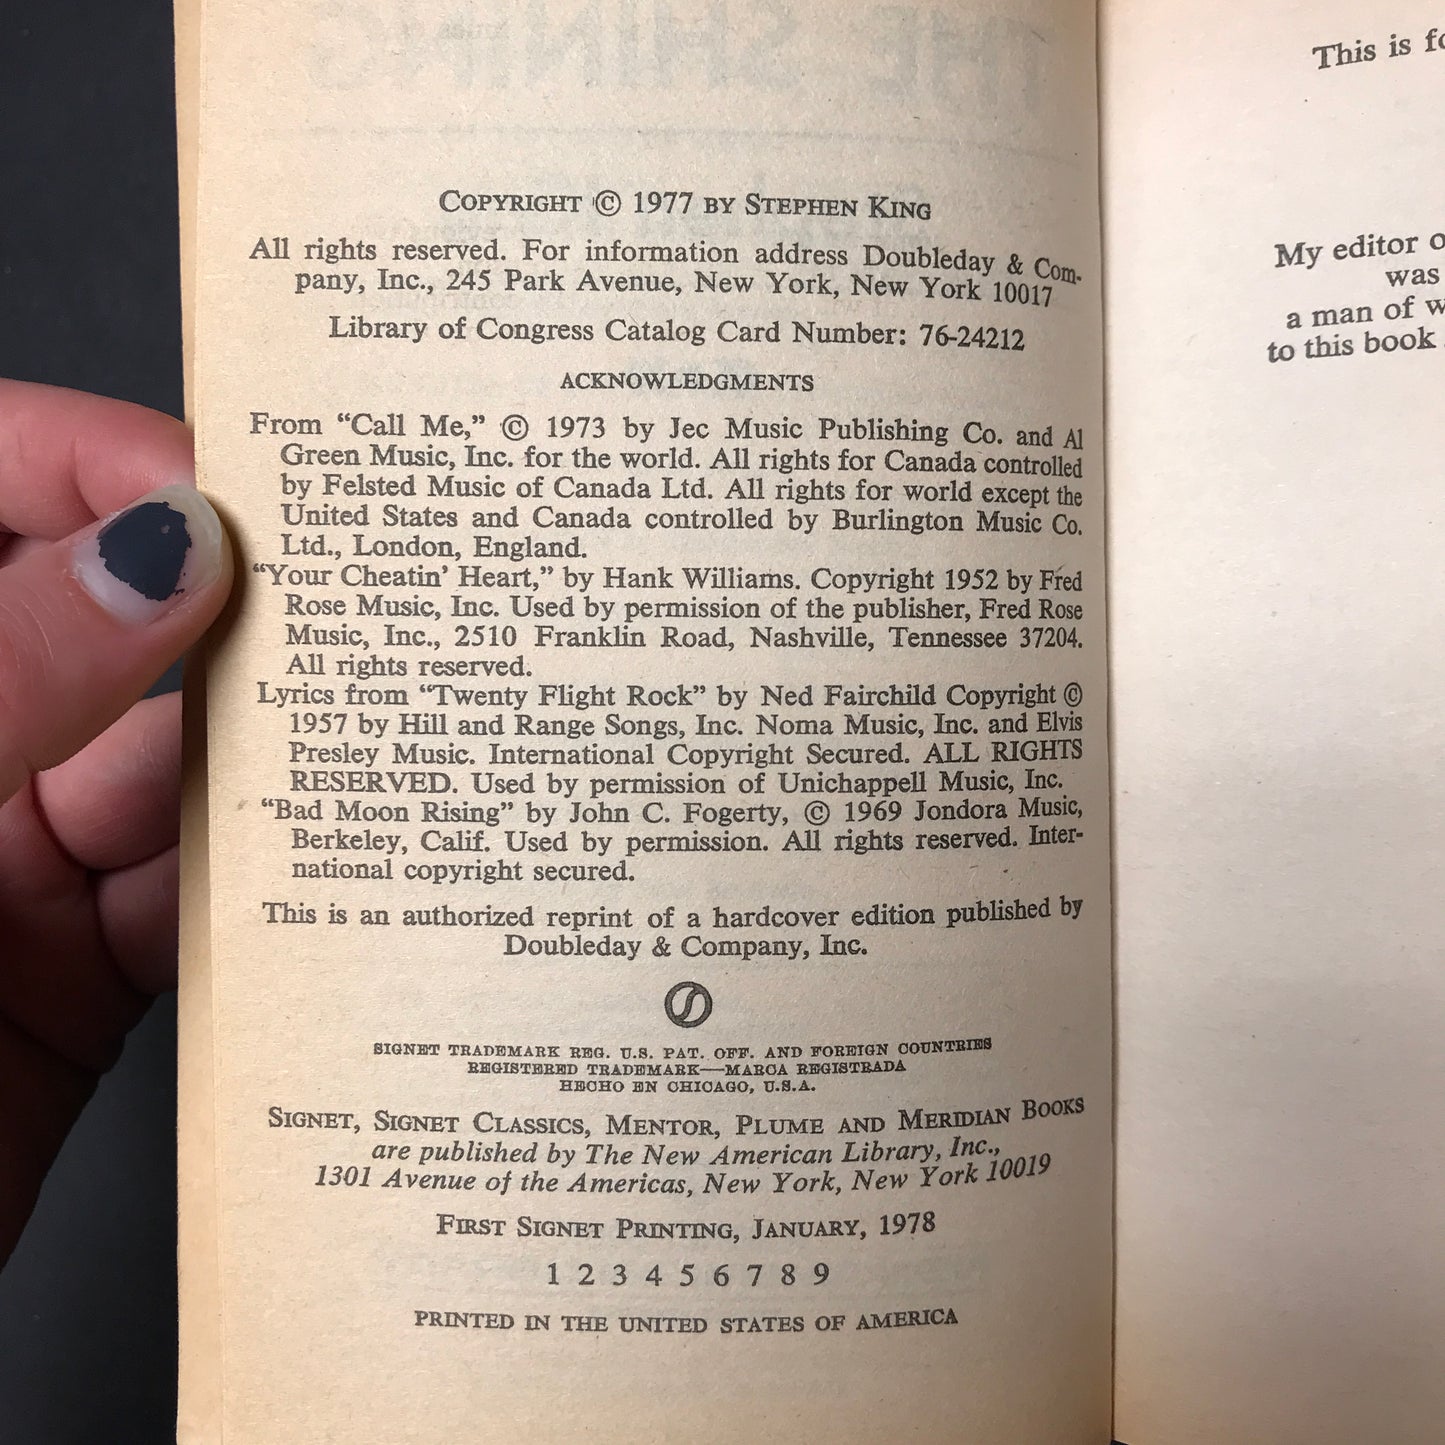 COPYRIGHT © 1977 BY STEPHEN KING
All rights reserved. For information address Doubleday & Com-
pany, Inc., 245 Park Avenue, New York, New York 10017
Library of Congress Catalog Card Number: 76-24212
ACKNOWLEDGMENTS
From "Call Me," © 1973 by Jec Music Publishing Co. and Al
Green Music, Inc. for the world. All rights for Canada controlled
by Felsted Music of Canada Ltd. All rights for world except the
United States and Canada controlled by Burlington Music Co.
Ltd., London, England.
"Your Cheatin' Heart," by Hank Williams. Copyright 1952 by Fred
Rose Music, Inc. Used by permission of the publisher, Fred Rose
Music, Inc., 2510 Franklin Road, Nashville, Tennessee 37204.
All rights reserved.
Lyrics from "Twenty Flight Rock" by Ned Fairchild Copyright ©
1957 by Hill and Range Songs, Inc. Noma Music, Inc. and Elvis
Presley Music. International Copyright Secured. ALL RIGHTS
RESERVED. Used by permission of Unichappell Music, Inc.
"Bad Moon Rising" by John C. Fogerty, © 1969 Jondora Music,
Berkeley, Calif. Used by permission. All rights reserved. Inter-
national copyright secured.
This is an authorized reprint of a hardcover edition published by
Doubleday & Company, Inc.
SIGNET TRADEMARK REG. U.S. PAT. OFF. AND FOREIGN COUNTRIES
REGISTERED TRADEMARK—MARCA REGISTRADA
HECHO EN CHICAGO, U.S.A.
SIGNET, SIGNET CLASSICS, MENTOR, PLUME AND MERIDIAN BOOKS
are published by The New American Library, Inc.,
1301 Avenue of the Americas, New York, New York 10019
FIRST SIGNET PRINTING, JANUARY, 1978
1 2 3 4 5 6 7 8 9
PRINTED IN THE UNITED STATES OF AMERICA
This is
My editor
was
a man of
to this book